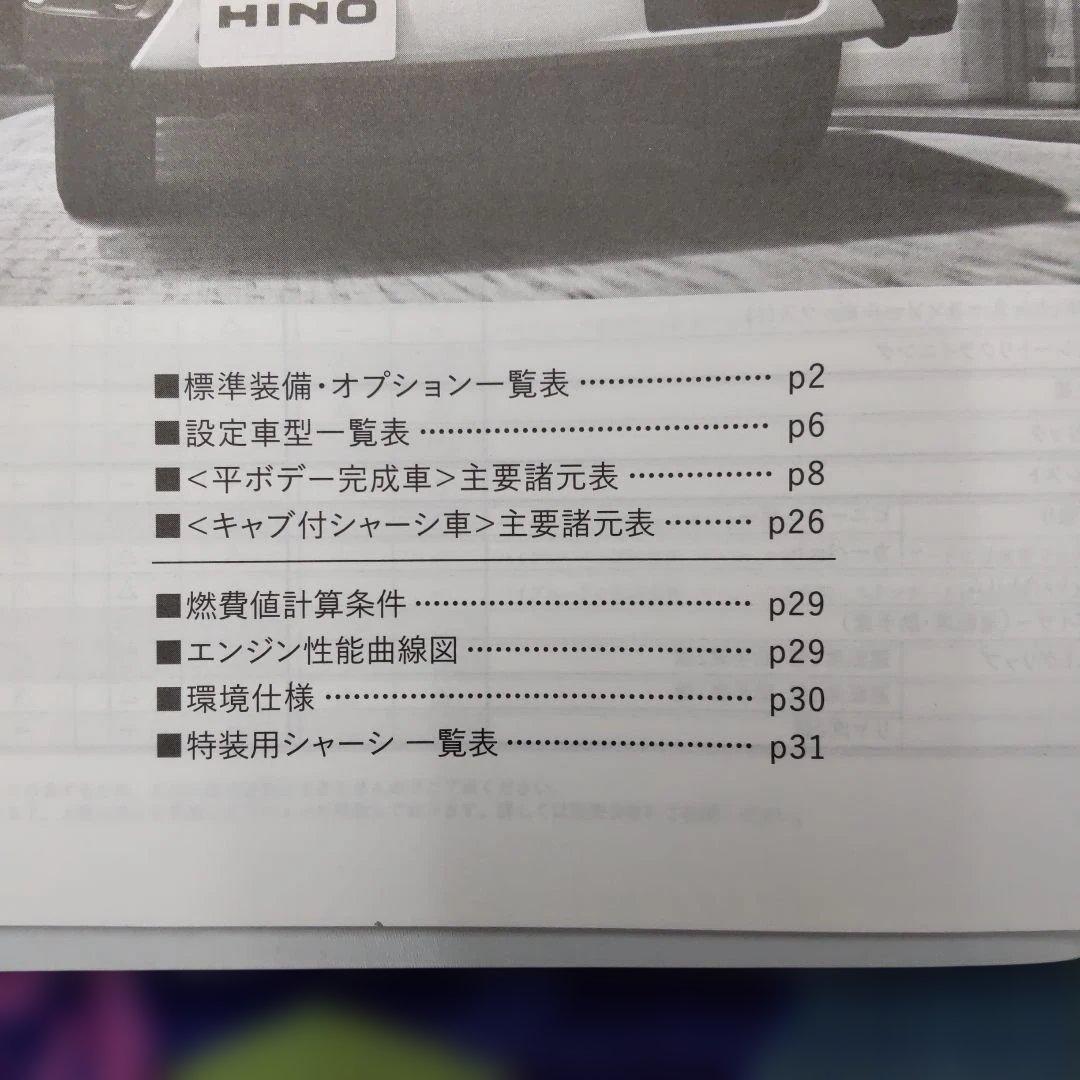 HINO
■標準装備・オプション一覧表 ………………… p2
■設定車型一覧表 ……………………………… p6
■<平ボデー完成車>主要諸元表 …………… p8
■<キャブ付シャーシ車>主要諸元表 ……… p26
■燃費値計算条件 ……………………………… p29
■エンジン性能曲線図 ………………………… p29
■環境仕様 ……………………………………… p30
■特装用シャーシ 一覧表 ……………………… p31